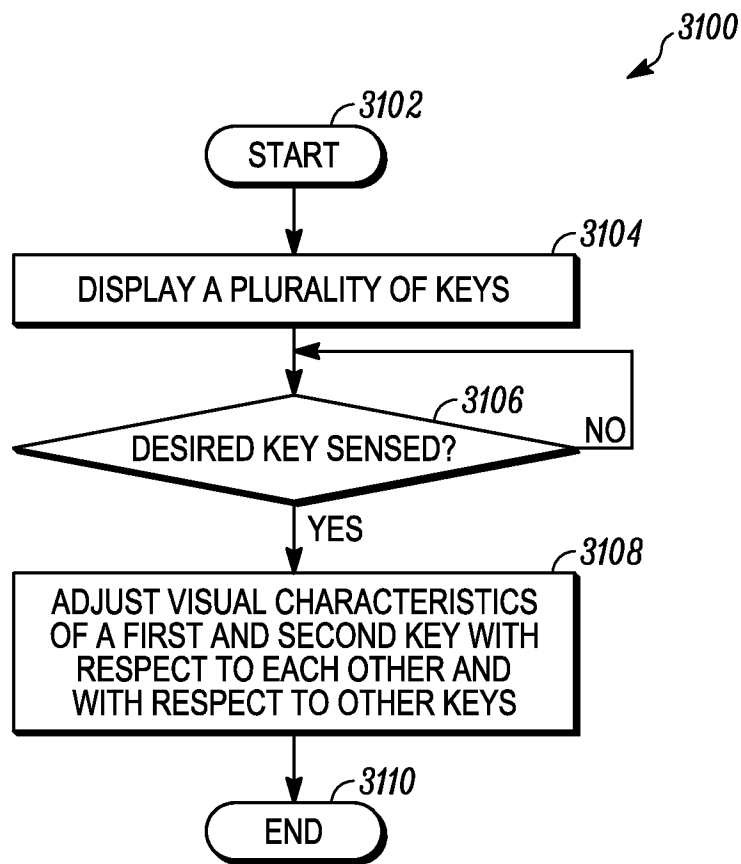 3100
3102
START
3104
DISPLAY A PLURALITY OF KEYS
3106
DESIRED KEY SENSED?
NO
YES
3108
ADJUST VISUAL CHARACTERISTICS
OF A FIRST AND SECOND KEY WITH
RESPECT TO EACH OTHER AND
WITH RESPECT TO OTHER KEYS
3110
END